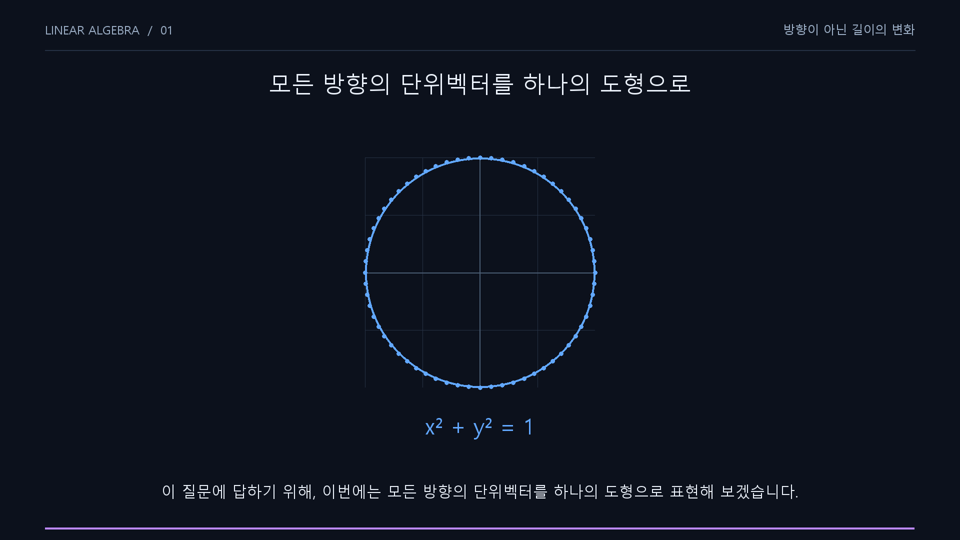 LINEAR ALGEBRA / 01
방향이 아닌 길이의 변화
모든 방향의 단위벡터를 하나의 도형으로
x² + y² = 1
이 질문에 답하기 위해, 이번에는 모든 방향의 단위벡터를 하나의 도형으로 표현해 보겠습니다.